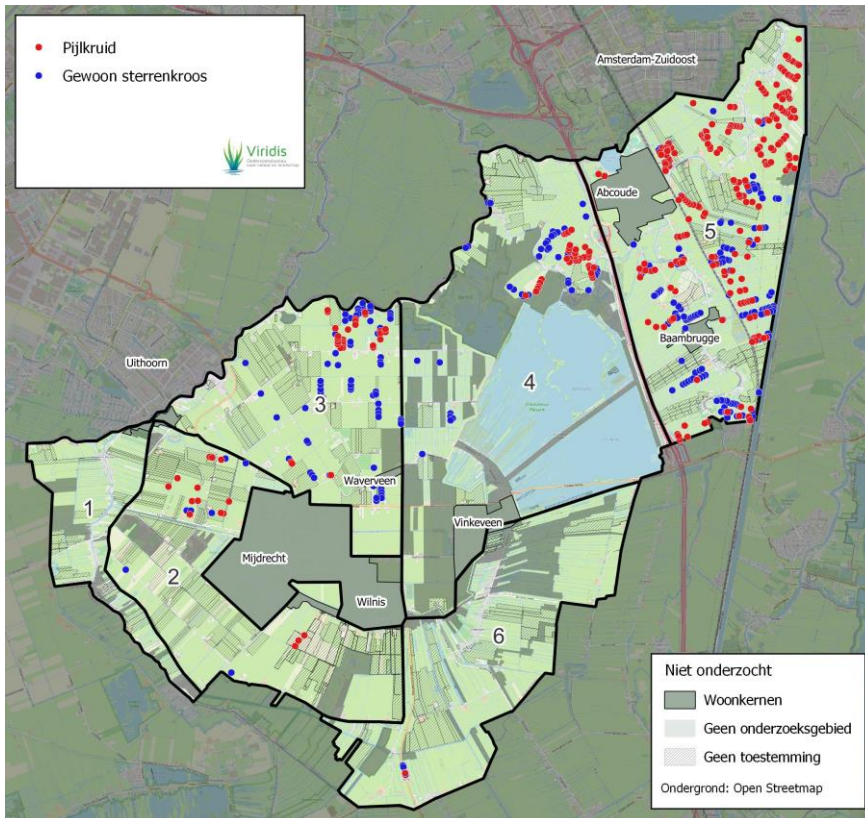 Pijlkruid
Gewoon sterrenkroos
Viridis
Amsterdam-Zuidoost
Abcoude
5
Baambrugge
Uithoorn
4
3
Waverveen
1
Vinkeveen
2
Mijdrecht
Wilnis
6
Niet onderzocht
Woonkernen
Geen onderzoeksgebied
Geen toestemming
Ondergrond: Open Streetmap